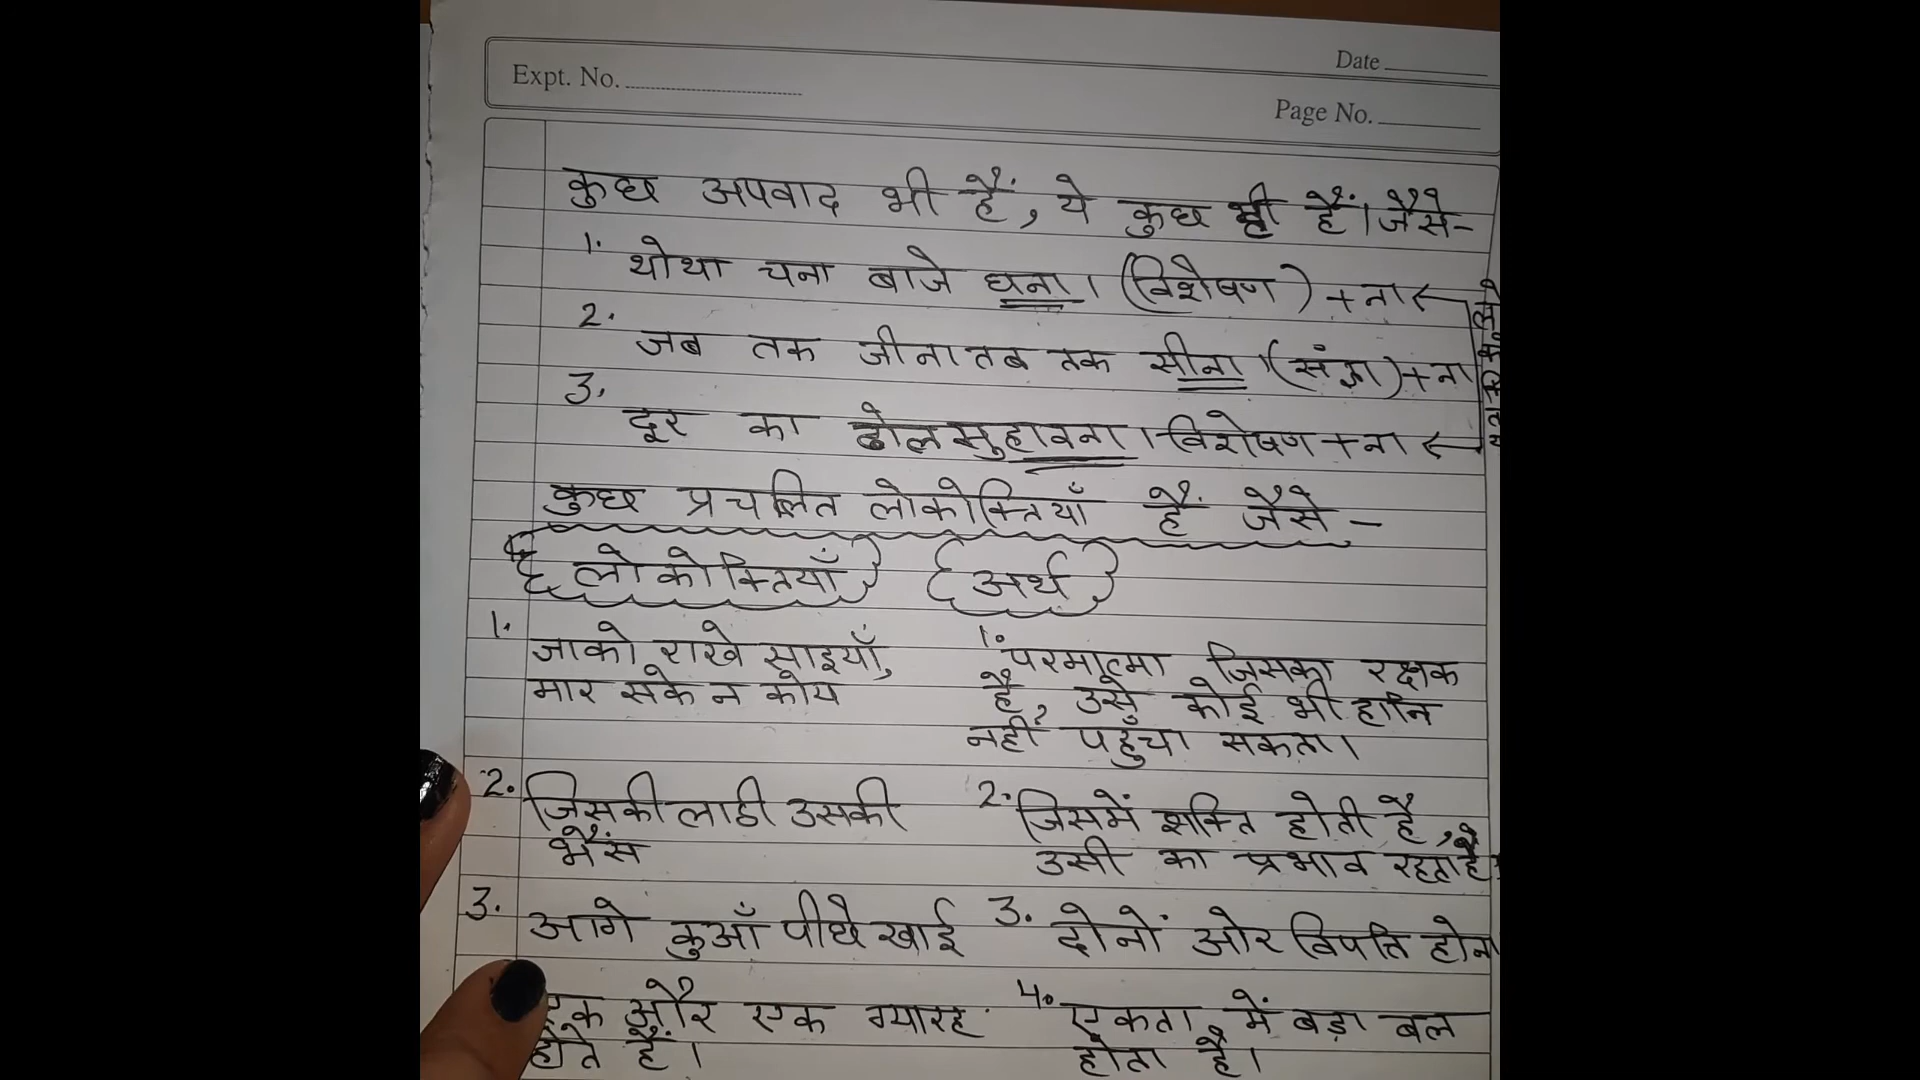 Date
Expt. No.
Page No.
कुछ अपवाद भी हैं, ये कुछ ही हैं। जैसे-
1. थोथा चना बाजे घना। (विशेषण) + ना ←
2. जब तक जीना तब तक सीना (संज्ञा) + ना
3. दूर का ढोल सुहावना। विशेषण + ना ←
कुछ प्रचलित लोकोक्तियाँ हैं जैसे -
लोकोक्तियाँ अर्थ
1. जाको राखे साइयाँ, 1. परमात्मा जिसका रक्षक
मार सके न कोय है, उसे कोई भी हानि
नहीं पहुँचा सकता।
2. जिसकी लाठी उसकी 2. जिसमें शक्ति होती है,
भैंस उसी का प्रभाव रहता है।
3. आगे कुआँ पीछे खाई 3. दोनों ओर विपत्ति होन
एक और एक ग्यारह 4. एकता में बड़ा बल
होते हैं। होता है।